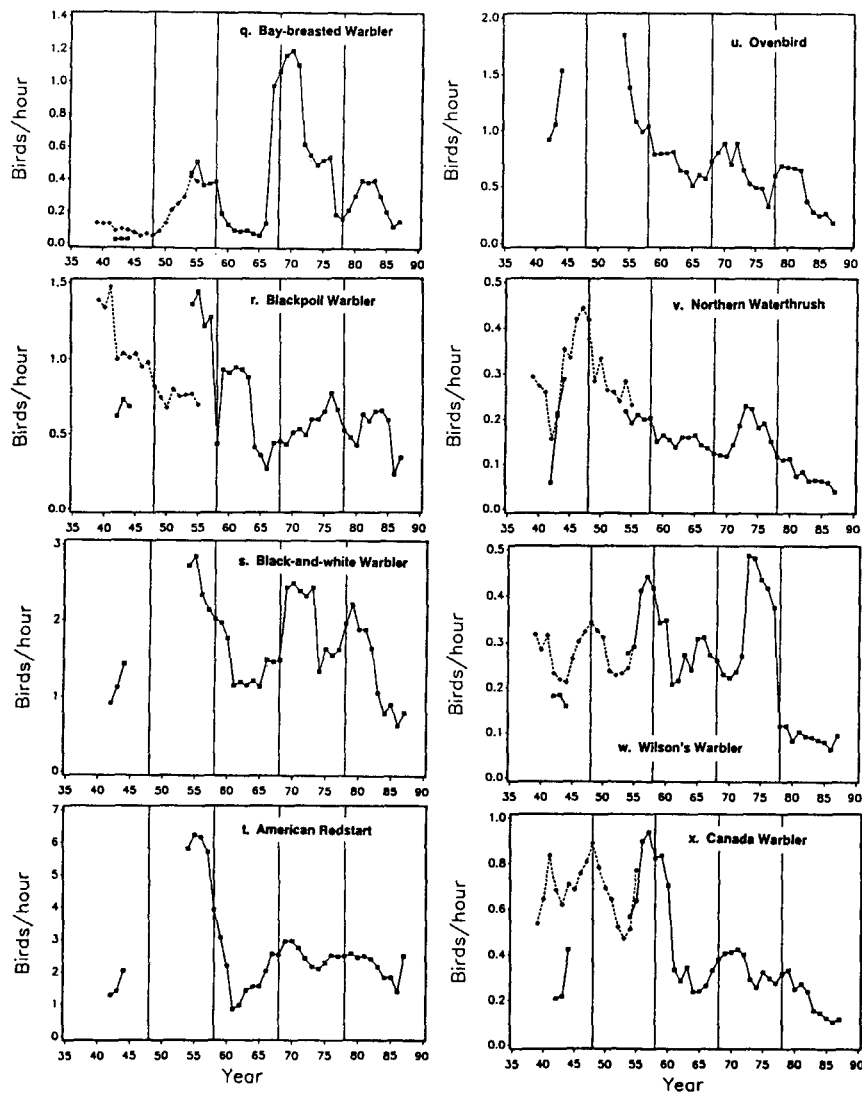 q. Bay-breasted Warbler
Birds/hour
1.4
1.2
1.0
0.8
0.6
0.4
0.2
0.0
35 40 45 50 55 60 65 70 75 80 85 90
u. Ovenbird
Birds/hour
2.0
1.5
1.0
0.5
0.0
35 40 45 50 55 60 65 70 75 80 85 90
r. Blackpoll Warbler
Birds/hour
1.5
1.0
0.5
0.0
35 40 45 50 55 60 65 70 75 80 85 90
v. Northern Waterthrush
Birds/hour
0.5
0.4
0.3
0.2
0.1
0.0
35 40 45 50 55 60 65 70 75 80 85 90
s. Black-and-white Warbler
Birds/hour
3
2
1
0
35 40 45 50 55 60 65 70 75 80 85 90
w. Wilson's Warbler
Birds/hour
0.5
0.4
0.3
0.2
0.1
0.0
35 40 45 50 55 60 65 70 75 80 85 90
t. American Redstart
Birds/hour
7
6
5
4
3
2
1
0
35 40 45 50 55 60 65 70 75 80 85 90
Year
x. Canada Warbler
Birds/hour
1.0
0.8
0.6
0.4
0.2
0.0
35 40 45 50 55 60 65 70 75 80 85 90
Year